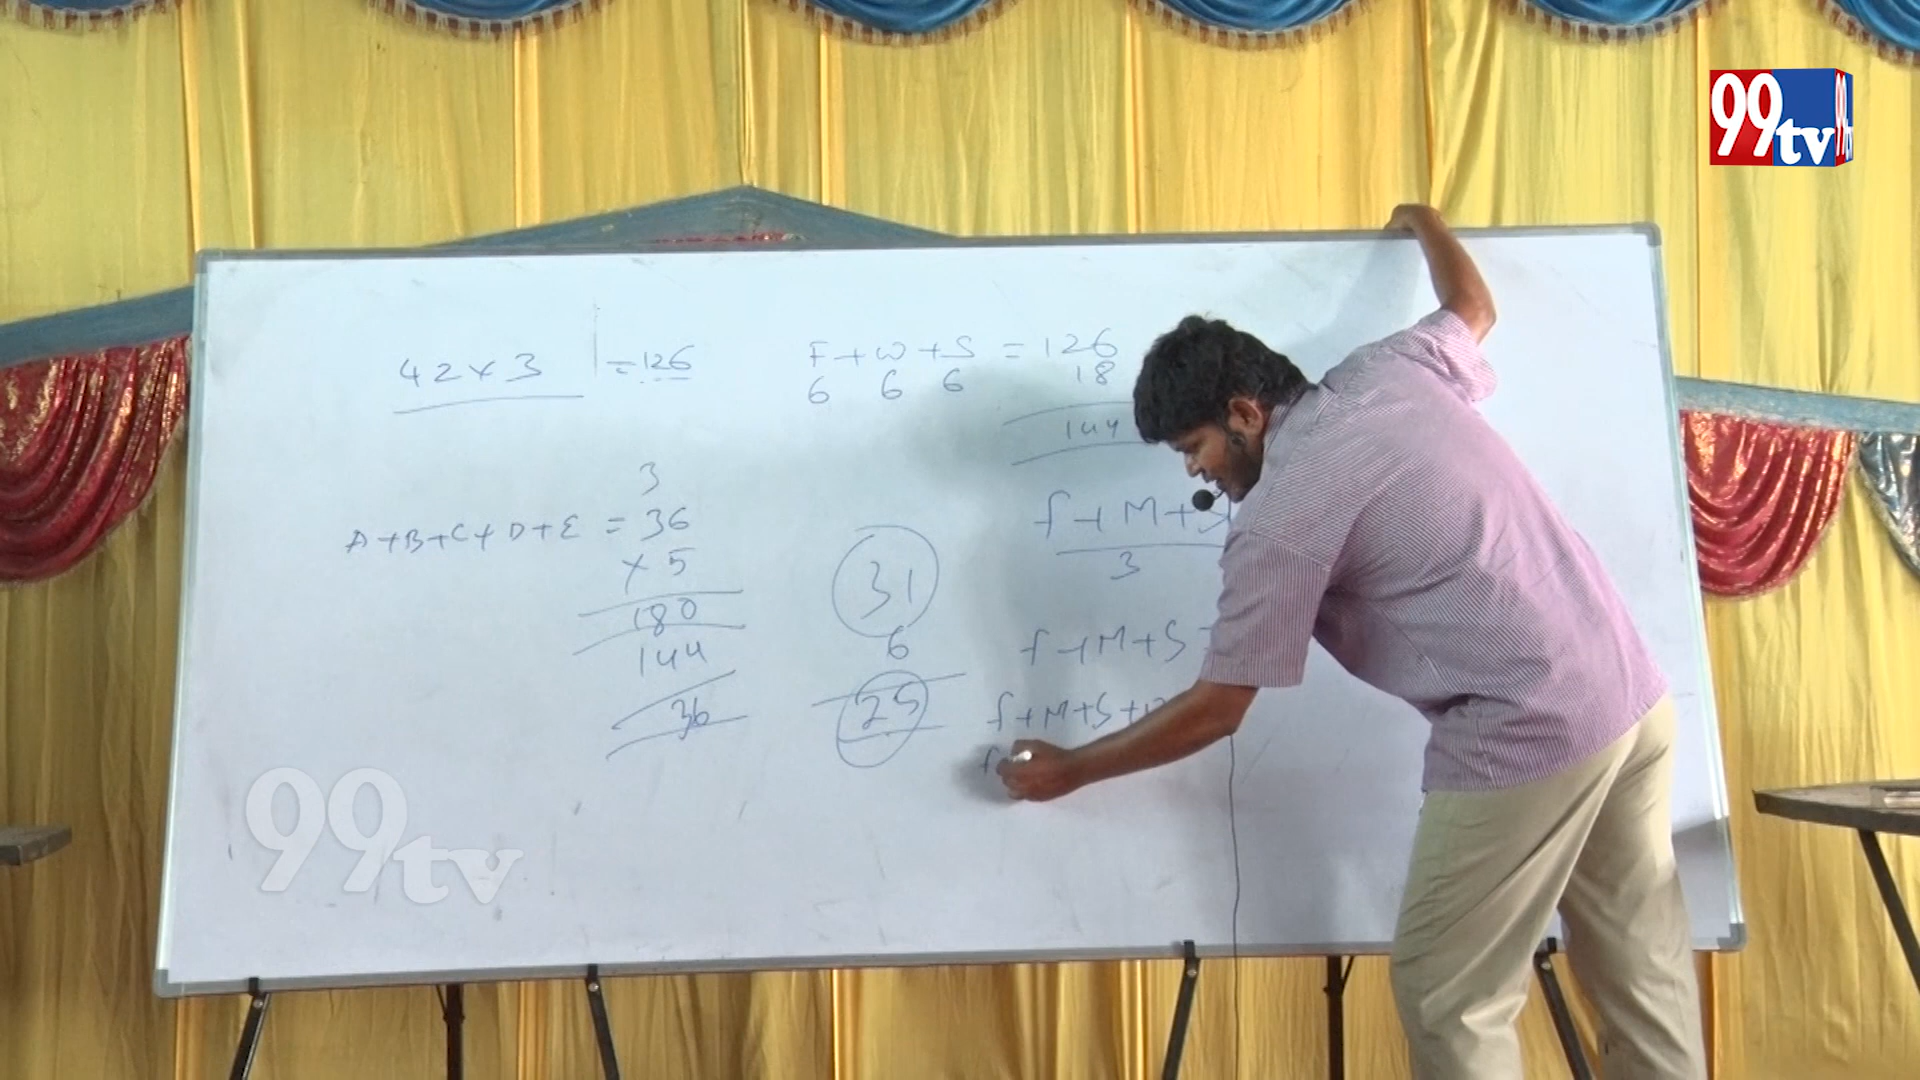 99tv
42 x 3 = 126
F + W + S = 126
6 6 6 18
144
3
A+B+C+D+E = 36
x 5
180
144
36
31
6
25
f + M + S
3
f + M + S
f + M + S +
f
99tv